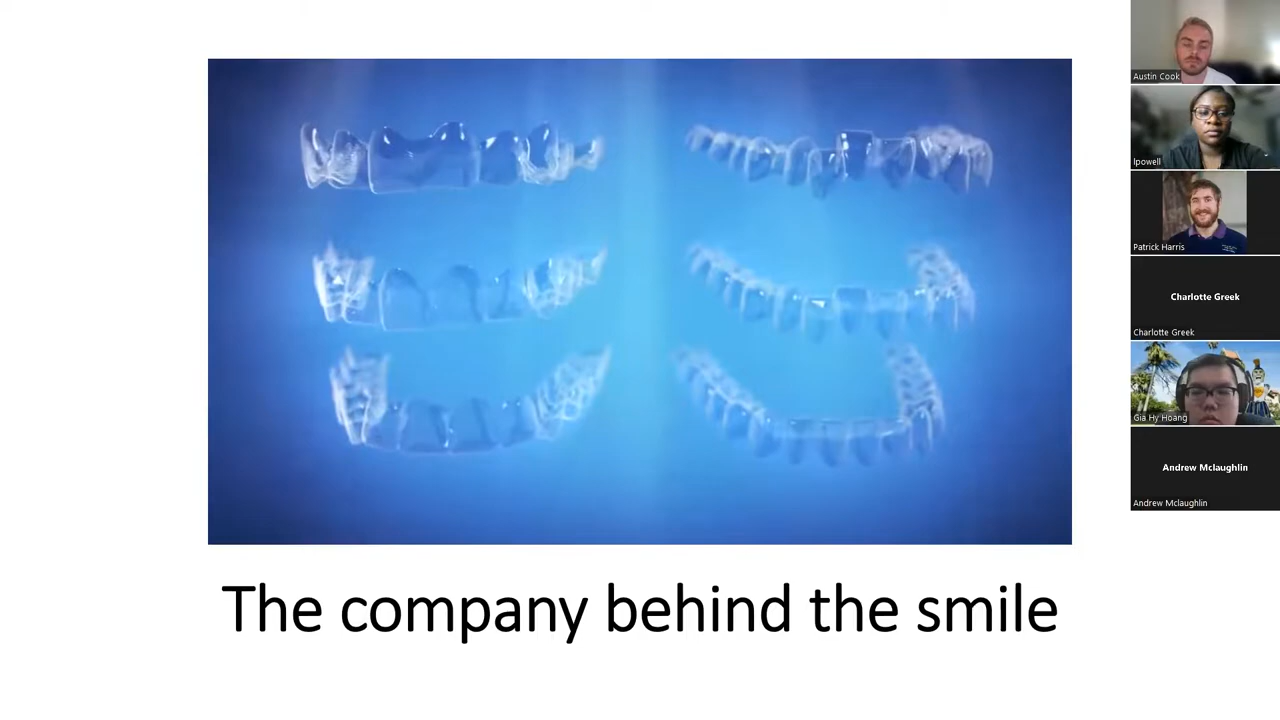 The company behind the smile
Austin Cook
lpowell
Patrick Harris
Charlotte Greek
Charlotte Greek
Gia Hy Hoang
Andrew Mclaughlin
Andrew Mclaughlin